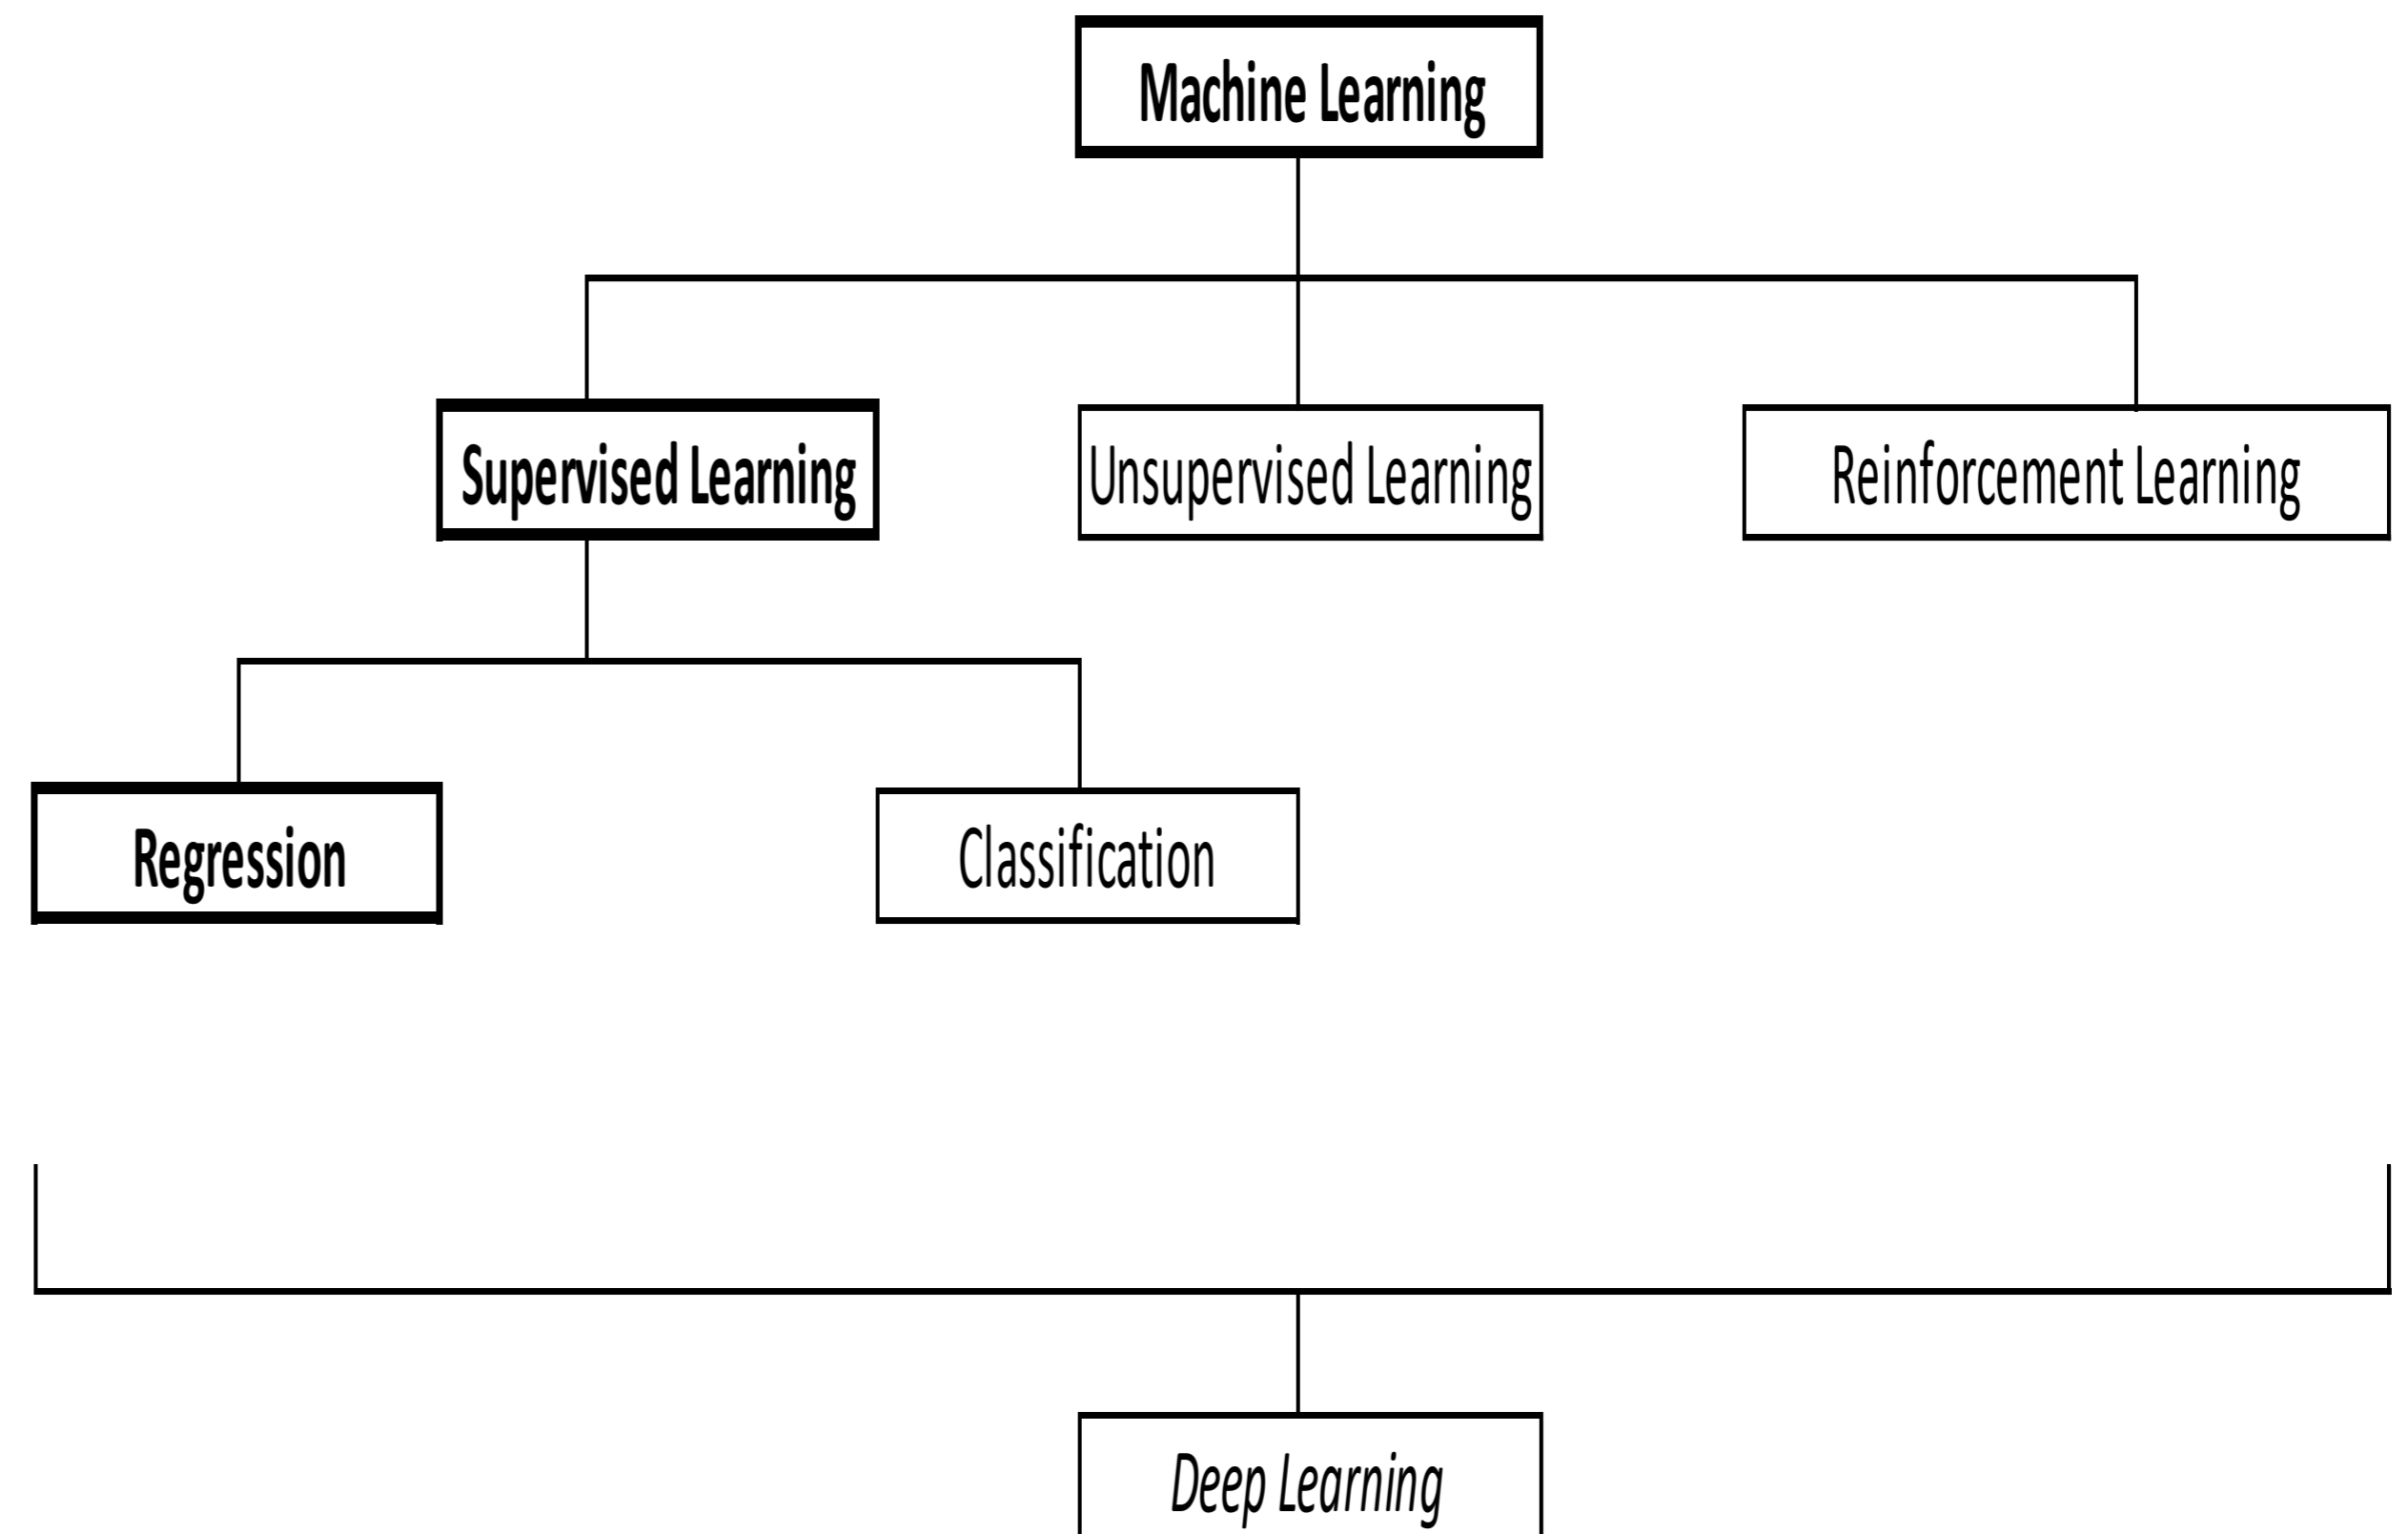 Machine Learning
Supervised Learning
Unsupervised Learning
Reinforcement Learning
Regression
Classification
Deep Learning